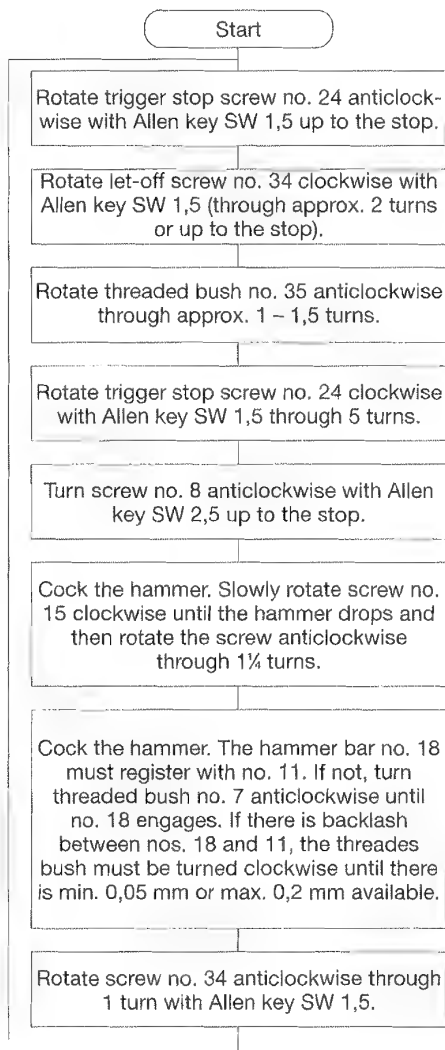 Start
Rotate trigger stop screw no. 24 anticlock-
wise with Allen key SW 1,5 up to the stop.
Rotate let-off screw no. 34 clockwise with
Allen key SW 1,5 (through approx. 2 turns
or up to the stop).
Rotate threaded bush no. 35 anticlockwise
through approx. 1 – 1,5 turns.
Rotate trigger stop screw no. 24 clockwise
with Allen key SW 1,5 through 5 turns.
Turn screw no. 8 anticlockwise with Allen
key SW 2,5 up to the stop.
Cock the hammer. Slowly rotate screw no.
15 clockwise until the hammer drops and
then rotate the screw anticlockwise
through 1¼ turns.
Cock the hammer. The hammer bar no. 18
must register with no. 11. If not, turn
threaded bush no. 7 anticlockwise until
no. 18 engages. If there is backlash
between nos. 18 and 11, the threades
bush must be turned clockwise until there
is min. 0,05 mm or max. 0,2 mm available.
Rotate screw no. 34 anticlockwise through
1 turn with Allen key SW 1,5.